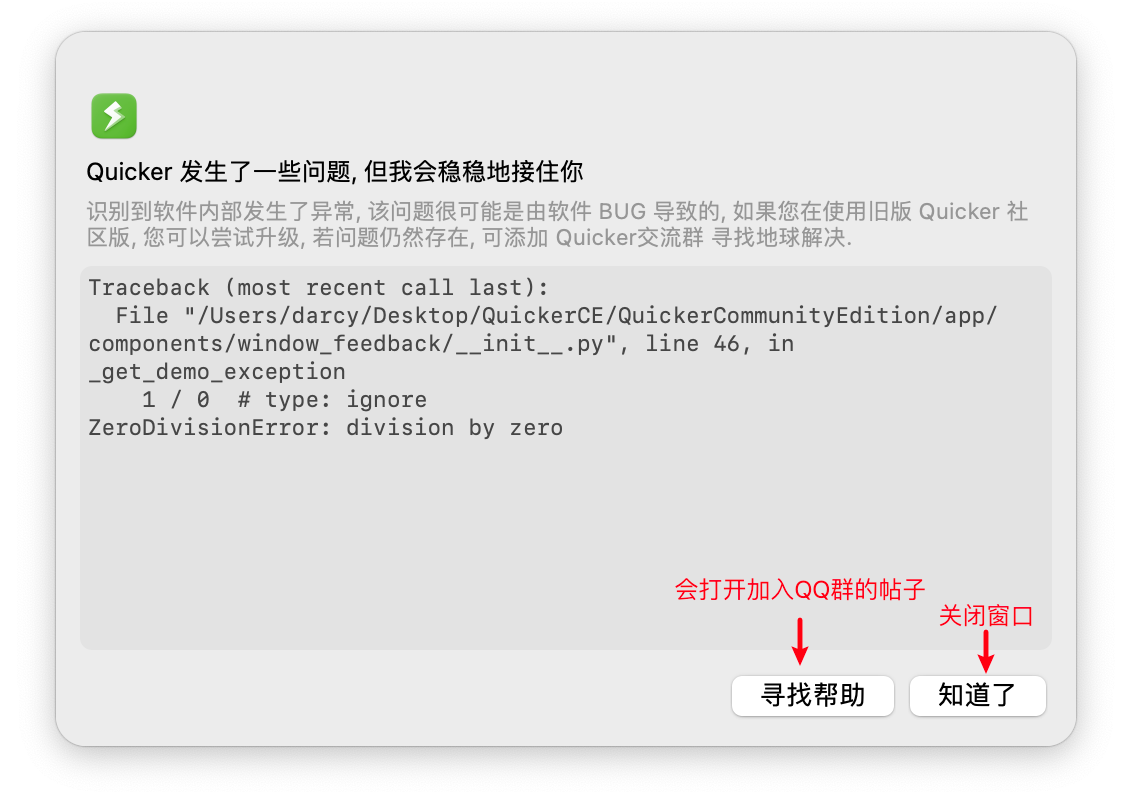 Quicker 发生了一些问题, 但我会稳稳地接住你
识别到软件内部发生了异常, 该问题很可能是由软件 BUG 导致的, 如果您在使用旧版 Quicker 社
区版, 您可以尝试升级, 若问题仍然存在, 可添加 Quicker交流群 寻找地球解决.
Traceback (most recent call last):
  File "/Users/darcy/Desktop/QuickerCE/QuickerCommunityEdition/app/
components/window_feedback/__init__.py", line 46, in
_get_demo_exception
    1 / 0  # type: ignore
ZeroDivisionError: division by zero
会打开加入QQ群的帖子
关闭窗口
寻找帮助
知道了